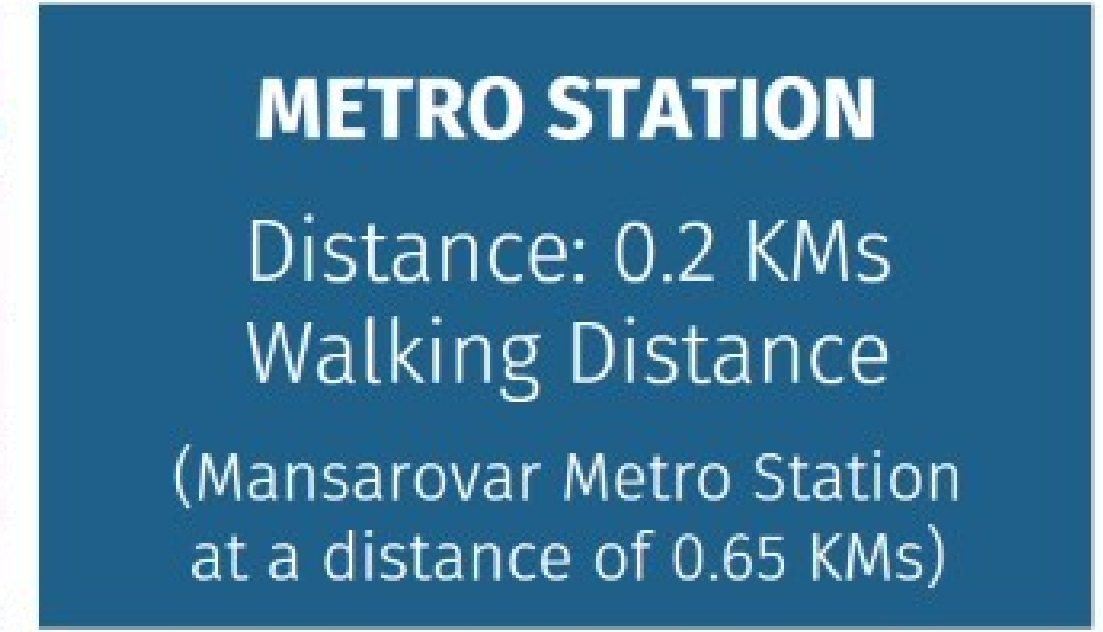 METRO STATION
Distance: 0.2 KMs
Walking Distance
(Mansarovar Metro Station
at a distance of 0.65 KMs)